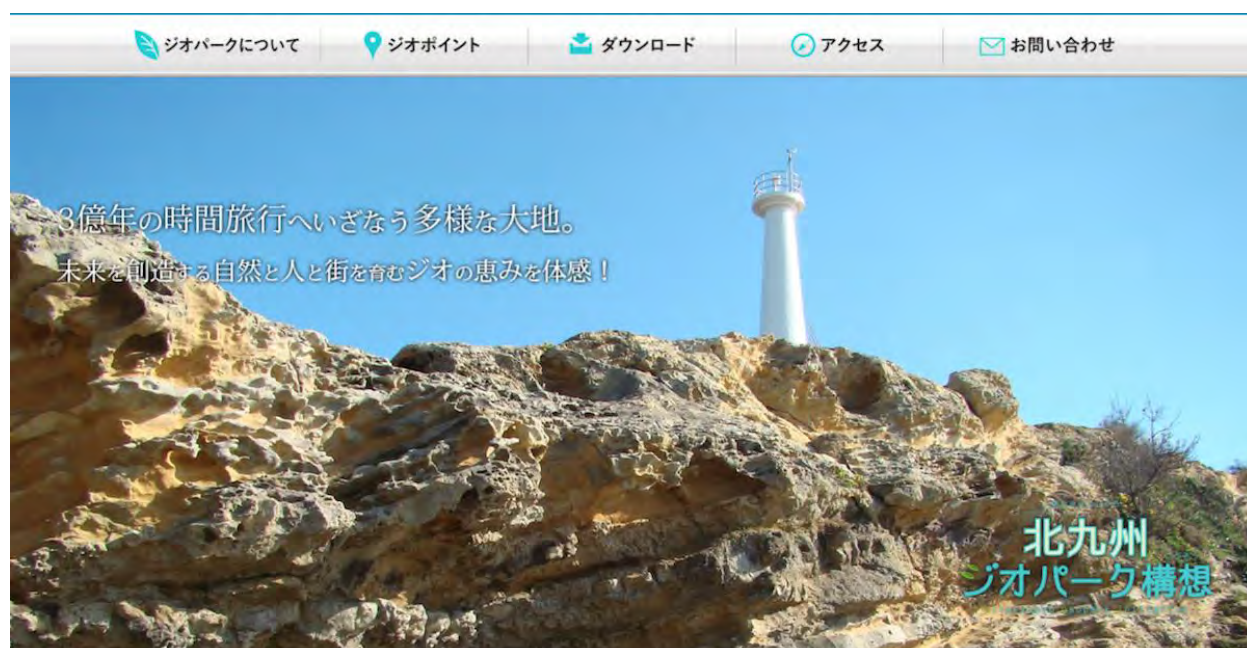 ジオパークについて
ジオポイント
ダウンロード
アクセス
お問い合わせ
3億年の時間旅行へいざなう多様な大地。
未来を創造する自然と人と街を育むジオの恵みを体感！
北九州
ジオパーク構想